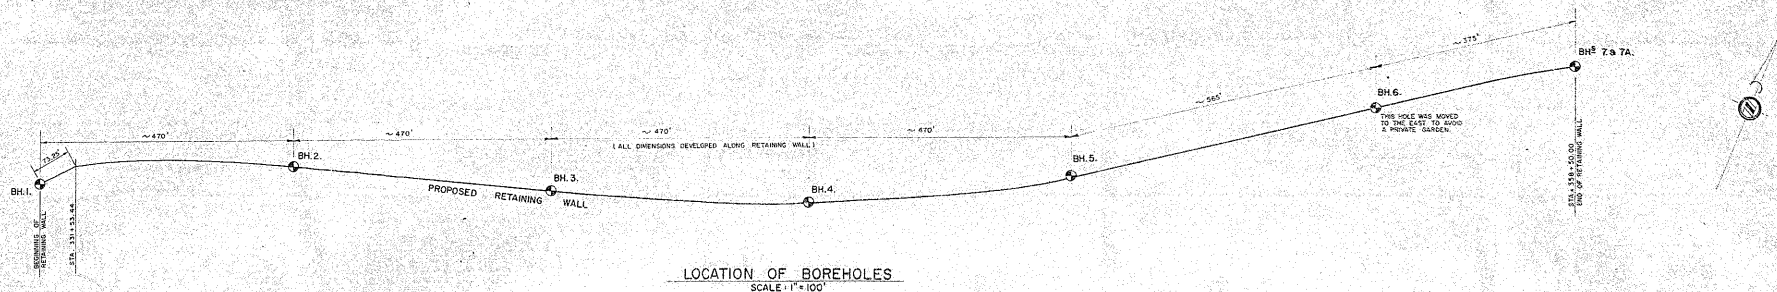 ~375'
BHS 7. & 7A.
~565'
BH.6.
THIS HOLE WAS MOVED
TO THE EAST TO AVOID
A PRIVATE GARDEN.
~470'
~470'
~470'
~470'
(ALL DIMENSIONS DEVELOPED ALONG RETAINING WALL)
73.25'
BH.1.
BH.2.
BH.3.
BH.4.
BH.5.
PROPOSED RETAINING WALL
BEGINNING OF
RETAINING WALL
STA. 331+53.44
STA. 358+50.00
END OF RETAINING WALL
LOCATION OF BOREHOLES
SCALE: 1"=100'